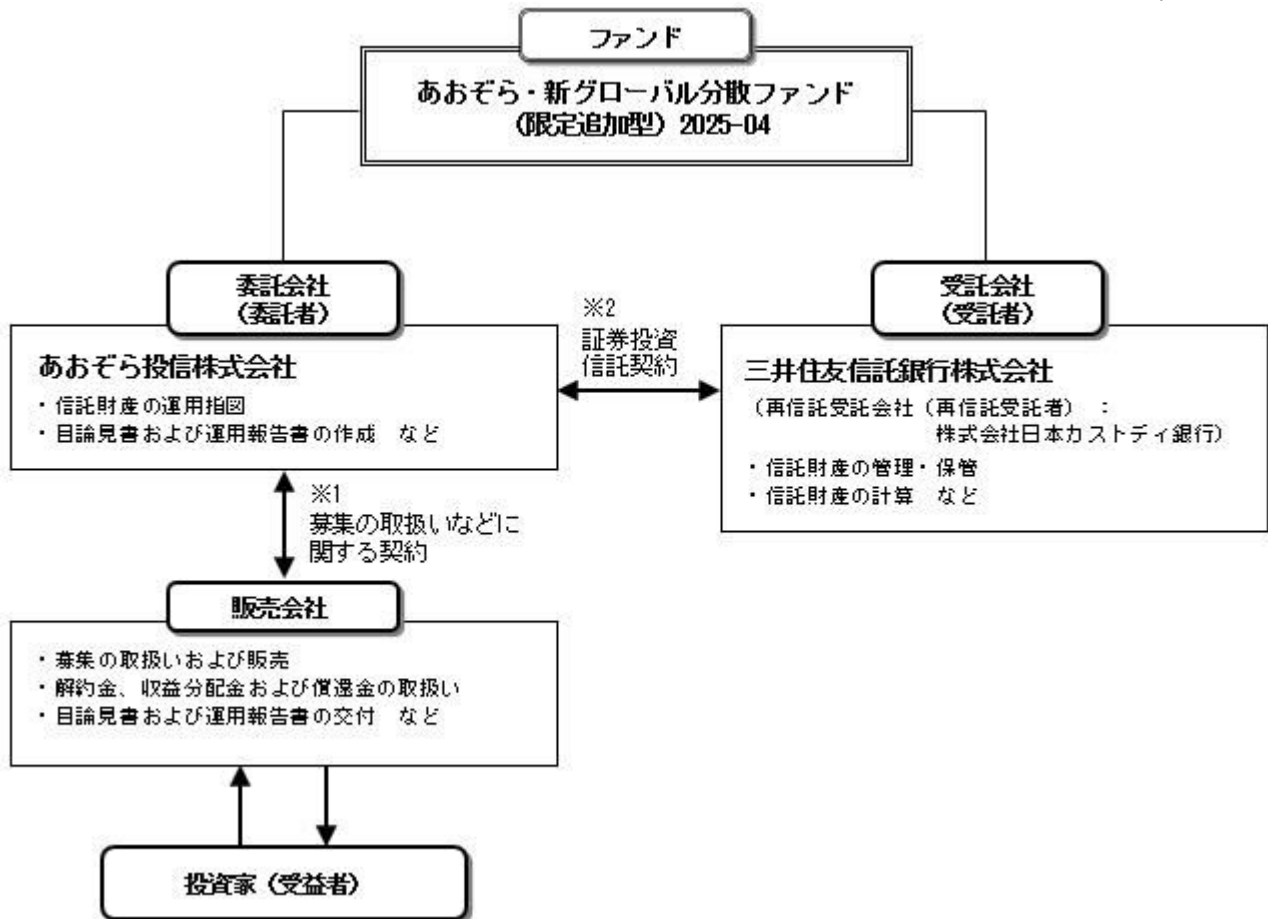 ファンド
あおぞら・新グローバル分散ファンド
(限定追加型) 2025-04
委託会社
(委託者)
あおぞら投信株式会社
・信託財産の運用指図
・目論見書および運用報告書の作成 など
※2
証券投資
信託契約
受託会社
(受託者)
三井住友信託銀行株式会社
(再信託受託会社(再信託受託者) :
株式会社日本カストディ銀行)
・信託財産の管理・保管
・信託財産の計算 など
※1
募集の取扱いなどに
関する契約
販売会社
・募集の取扱いおよび販売
・解約金、収益分配金および償還金の取扱い
・目論見書および運用報告書の交付 など
投資家(受益者)